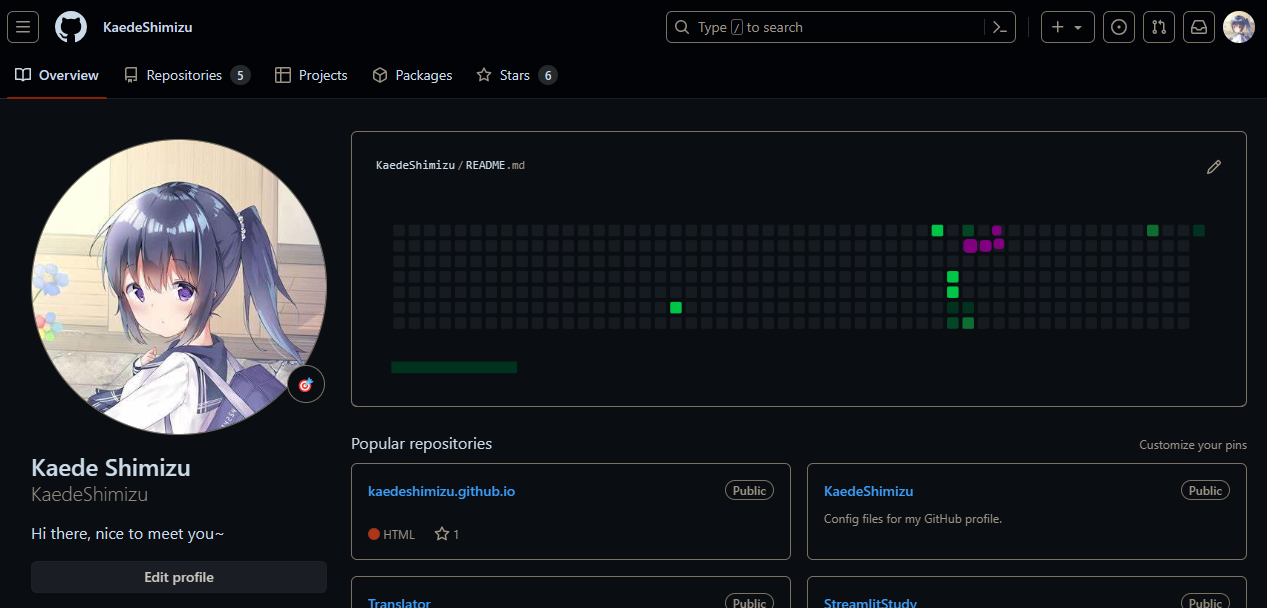 KaedeShimizu
Type / to search
Overview
Repositories 5
Projects
Packages
Stars 6
KaedeShimizu/README.md
Kaede Shimizu
KaedeShimizu
Hi there, nice to meet you~
Edit profile
Popular repositories
Customize your pins
kaedeshimizu.github.io
Public
HTML
1
KaedeShimizu
Public
Config files for my GitHub profile.
Translator
Public
StreamlitStudy
Public